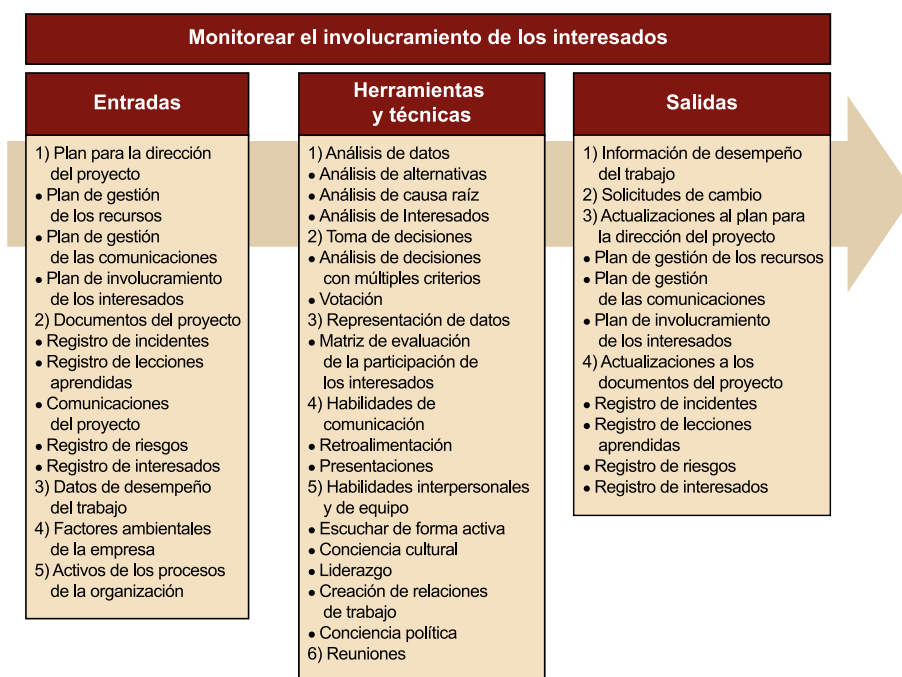 Monitorear el involucramiento de los interesados
Entradas
1) Plan para la dirección
del proyecto
• Plan de gestión
de los recursos
• Plan de gestión
de las comunicaciones
• Plan de involucramiento
de los interesados
2) Documentos del proyecto
• Registro de incidentes
• Registro de lecciones
aprendidas
• Comunicaciones
del proyecto
• Registro de riesgos
• Registro de interesados
3) Datos de desempeño
del trabajo
4) Factores ambientales
de la empresa
5) Activos de los procesos
de la organización
Herramientas
y técnicas
1) Análisis de datos
• Análisis de alternativas
• Análisis de causa raíz
• Análisis de Interesados
2) Toma de decisiones
• Análisis de decisiones
con múltiples criterios
• Votación
3) Representación de datos
• Matriz de evaluación
de la participación de
los interesados
4) Habilidades de
comunicación
• Retroalimentación
• Presentaciones
5) Habilidades interpersonales
y de equipo
• Escuchar de forma activa
• Conciencia cultural
• Liderazgo
• Creación de relaciones
de trabajo
• Conciencia política
6) Reuniones
Salidas
1) Información de desempeño
del trabajo
2) Solicitudes de cambio
3) Actualizaciones al plan para
la dirección del proyecto
• Plan de gestión de los recursos
• Plan de gestión
de las comunicaciones
• Plan de involucramiento
de los interesados
4) Actualizaciones a los
documentos del proyecto
• Registro de incidentes
• Registro de lecciones
aprendidas
• Registro de riesgos
• Registro de interesados